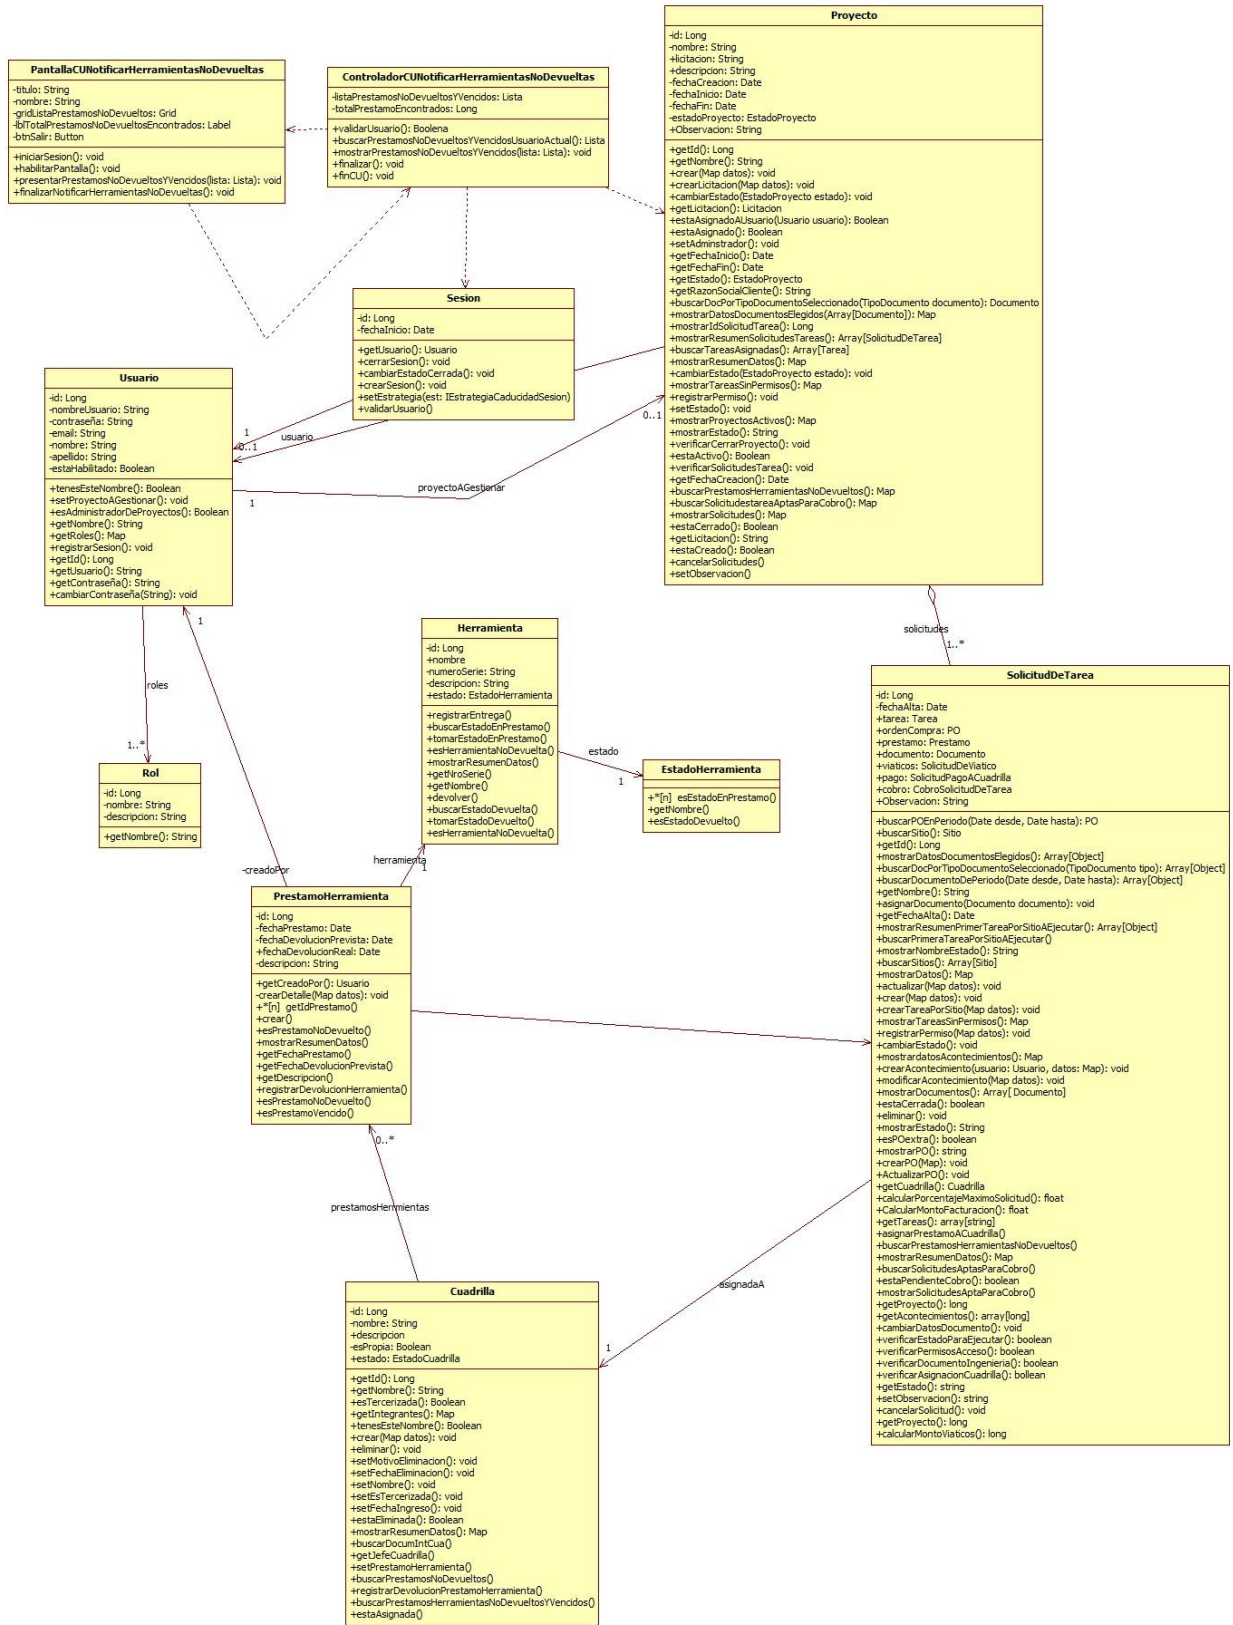 PantallaCUNotificarHerramientasNoDevueltas
-titulo: String
-nombre: String
-gridListaPrestamosNoDevueltos: Grid
-lblTotalPrestamosNoDevueltosEncontrados: Label
-btnSalir: Button
+iniciarSesion(): void
+habilitarPantalla(): void
+presentarPrestamosNoDevueltosYVencidos(lista: Lista): void
+finalizarNotificarHerramientasNoDevueltas(): void
ControladorCUNotificarHerramientasNoDevueltas
-listaPrestamosNoDevueltosYVencidos: Lista
-totalPrestamoEncontrados: Long
+validarUsuario(): Boolena
+buscarPrestamosNoDevueltosYVencidosUsuarioActual(): Lista
+mostrarPrestamosNoDevueltosYVencidos(lista: Lista): void
+finalizar(): void
+finCU(): void
Proyecto
-id: Long
-nombre: String
+licitacion: String
+descripcion: String
-fechaCreacion: Date
-fechaInicio: Date
-fechaFin: Date
-estadoProyecto: EstadoProyecto
+Observacion: String
+getId(): Long
+getNombre(): String
+crear(Map datos): void
+crearLicitacion(Map datos): void
+cambiarEstado(EstadoProyecto estado): void
+getLicitacion(): Licitacion
+estaAsignadoAUsuario(Usuario usuario): Boolean
+estaAsignado(): Boolean
+setAdminstrador(): void
+getFechaInicio(): Date
+getFechaFin(): Date
+getEstado(): EstadoProyecto
+getRazonSocialCliente(): String
+buscarDocPorTipoDocumentoSeleccionado(TipoDocumento documento): Documento
+mostrarDatosDocumentosElegidos(Array[Documento]): Map
+mostrarIdSolicitudTarea(): Long
+mostrarResumenSolicitudesTareas(): Array[SolicitudDeTarea]
+buscarTareasAsignadas(): Array[Tarea]
+mostrarResumenDatos(): Map
+cambiarEstado(EstadoProyecto estado): void
+mostrarTareasSinPermisos(): Map
+registrarPermiso(): void
+setEstado(): void
+mostrarProyectosActivos(): Map
+mostrarEstado(): String
+verificarCerrarProyecto(): void
+estaActivo(): Boolean
+verificarSolicitudesTarea(): void
+getFechaCreacion(): Date
+buscarPrestamosHerramientasNoDevueltos(): Map
+buscarSolicitudestareaAptasParaCobro(): Map
+mostrarSolicitudes(): Map
+estaCerrado(): Boolean
+getLicitacion(): String
+estaCreado(): Boolean
+cancelarSolicitudes()
+setObservacion()
Sesion
-id: Long
-fechaInicio: Date
+getUsuario(): Usuario
+cerrarSesion(): void
+cambiarEstadoCerrada(): void
+crearSesion(): void
+setEstrategia(est: IEstrategiaCaducidadSesion)
+validarUsuario()
Usuario
-id: Long
-nombreUsuario: String
-contraseña: String
-email: String
-nombre: String
-apellido: String
-estaHabilitado: Boolean
+tenesEsteNombre(): Boolean
+setProyectoAGestionar(): void
+esAdministradorDeProyectos(): Boolean
+getNombre(): String
+getRoles(): Map
+registrarSesion(): void
+getId(): Long
+getUsuario(): String
+getContraseña(): String
+cambiarContraseña(String): void
1
usuario
0..1
0..1
proyectoAGestionar
1
1
roles
1..*
Rol
-id: Long
-nombre: String
-descripcion: String
+getNombre(): String
Herramienta
-id: Long
+nombre
-numeroSerie: String
-descripcion: String
+estado: EstadoHerramienta
+registrarEntrega()
+buscarEstadoEnPrestamo()
+tomarEstadoEnPrestamo()
+esHerramientaNoDevuelta()
+mostrarResumenDatos()
+getNroSerie()
+getNombre()
+devolver()
+buscarEstadoDevuelta()
+tomarEstadoDevuelto()
+esHerramientaNoDevuelta()
estado
1
EstadoHerramienta
+*[n] esEstadoEnPrestamo()
+getNombre()
+esEstadoDevuelto()
solicitudes
1..*
SolicitudDeTarea
-id: Long
-fechaAlta: Date
+tarea: Tarea
+ordenCompra: PO
+prestamo: Prestamo
+documento: Documento
+viaticos: SolicitudDeViatico
+pago: SolicitudPagoACuadrilla
+cobro: CobroSolicitudDeTarea
+Observacion: String
+buscarPOEnPeriodo(Date desde, Date hasta): PO
+buscarSitio(): Sitio
+getId(): Long
+mostrarDatosDocumentosElegidos(): Array[Object]
+buscarDocPorTipoDocumentoSeleccionado(TipoDocumento tipo): Array[Object]
+buscarDocumentoDePeriodo(Date desde, Date hasta): Array[Object]
+getNombre(): String
+asignarDocumento(Documento documento): void
+getFechaAlta(): Date
+mostrarResumenPrimerTareaPorSitioAEjecutar(): Array[Object]
+buscarPrimeraTareaPorSitioAEjecutar()
+mostrarNombreEstado(): String
+buscarSitios(): Array[Sitio]
+mostrarDatos(): Map
+actualizar(Map datos): void
+crear(Map datos): void
+crearTareaPorSitio(Map datos): void
+mostrarTareasSinPermisos(): Map
+registrarPermiso(Map datos): void
+cambiarEstado(): void
+mostrardatosAcontecimientos(): Map
+crearAcontecimiento(usuario: Usuario, datos: Map): void
+modificarAcontecimiento(Map datos): void
+mostrarDocumentos(): Array[ Documento]
+estaCerrada(): boolean
+eliminar(): void
+mostrarEstado(): String
+esPOextra(): boolean
+mostrarPO(): string
+crearPO(Map): void
+ActualizarPO(): void
+getCuadrilla(): Cuadrilla
+calcularPorcentajeMaximoSolicitud(): float
+CalcularMontoFacturacion(): float
+getTareas(): array[string]
+asignarPrestamoACuadrilla()
+buscarPrestamosHerramientasNoDevueltos()
+mostrarResumenDatos(): Map
+buscarSolicitudesAptasParaCobro()
+estaPendienteCobro(): boolean
+mostrarSolicitudesAptaParaCobro()
+getProyecto(): long
+getAcontecimientos(): array[long]
+cambiarDatosDocumento(): void
+verificarEstadoParaEjecutar(): boolean
+verificarPermisosAcceso(): boolean
+verificarDocumentoIngenieria(): boolean
+verificarAsignacionCuadrilla(): bollean
+getEstado(): string
+setObservacion(): string
+cancelarSolicitud(): void
+getProyecto(): long
+calcularMontoViaticos(): long
-creadoPor
herramienta
1
PrestamoHerramienta
-id: Long
-fechaPrestamo: Date
-fechaDevolucionPrevista: Date
+fechaDevolucionReal: Date
-descripcion: String
+getCreadoPor(): Usuario
-crearDetalle(Map datos): void
+*[n] getIdPrestamo()
+crear()
+esPrestamoNoDevuelto()
+mostrarResumenDatos()
+getFechaPrestamo()
+getFechaDevolucionPrevista()
+getDescripcion()
+registrarDevolucionHerramienta()
+esPrestamoNoDevuelto()
+esPrestamoVencido()
0..*
prestamosHerrmientas
asignadaA
1
Cuadrilla
-id: Long
-nombre: String
+descripcion
-esPropia: Boolean
+estado: EstadoCuadrilla
+getId(): Long
+getNombre(): String
+esTercerizada(): Boolean
+getIntegrantes(): Map
+tenesEsteNombre(): Boolean
+crear(Map datos): void
+eliminar(): void
+setMotivoEliminacion(): void
+setFechaEliminacion(): void
+setNombre(): void
+setEsTercerizada(): void
+setFechaIngreso(): void
+estaEliminada(): Boolean
+mostrarResumenDatos(): Map
+buscarDocumIntCua()
+getJefeCuadrilla()
+setPrestamoHerramienta()
+buscarPrestamosNoDevueltos()
+registrarDevolucionPrestamoHerramienta()
+buscarPrestamosHerramientasNoDevueltosYVencidos()
+estaAsignada()